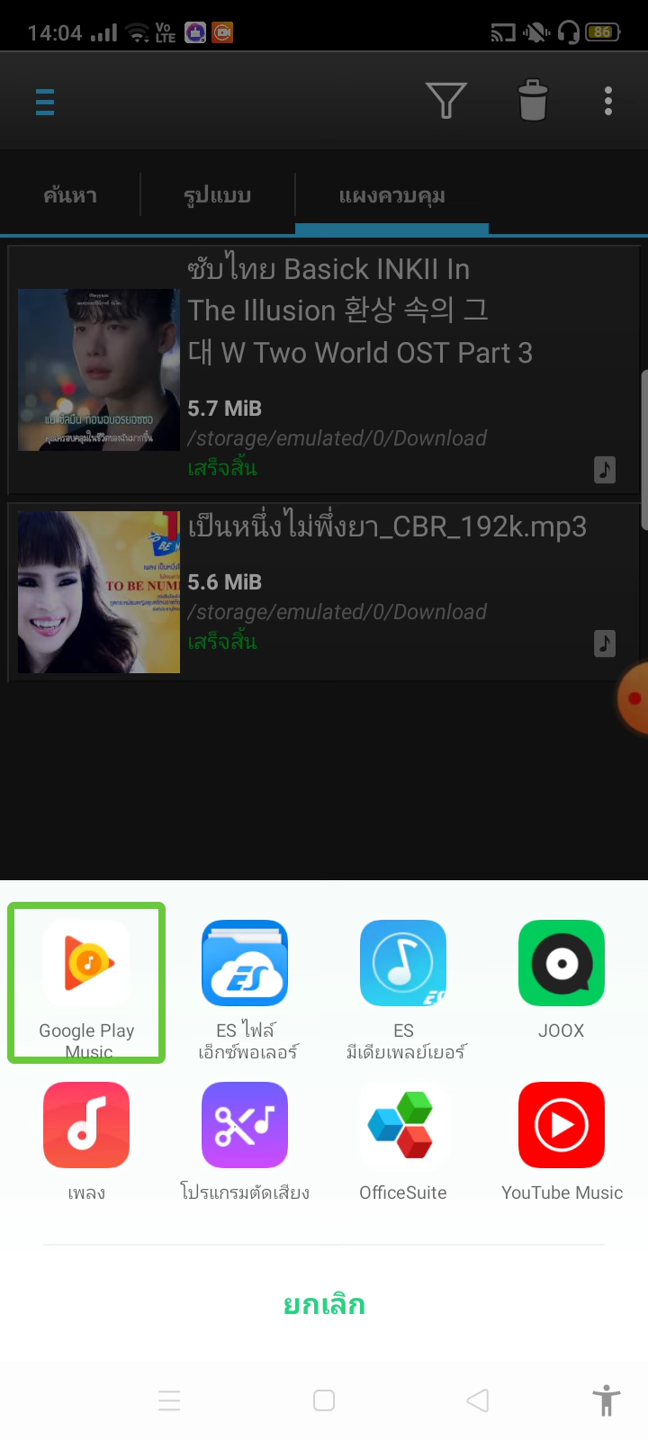 14:04 Vo LTE 86
ค้นหา รูปแบบ แผงควบคุม
ซับไทย Basick INKII In
The Illusion 환상 속의 그
대 W Two World OST Part 3
5.7 MiB
/storage/emulated/0/Download
เสร็จสิ้น
เป็นหนึ่งไม่พึ่งยา_CBR_192k.mp3
TO BE NUM
5.6 MiB
/storage/emulated/0/Download
เสร็จสิ้น
Google Play
Music
ES ไฟล์
เอ็กซ์พอเลอร์
ES
มีเดียเพลย์เยอร์
JOOX
เพลง
โปรแกรมตัดเสียง
OfficeSuite
YouTube Music
ยกเลิก